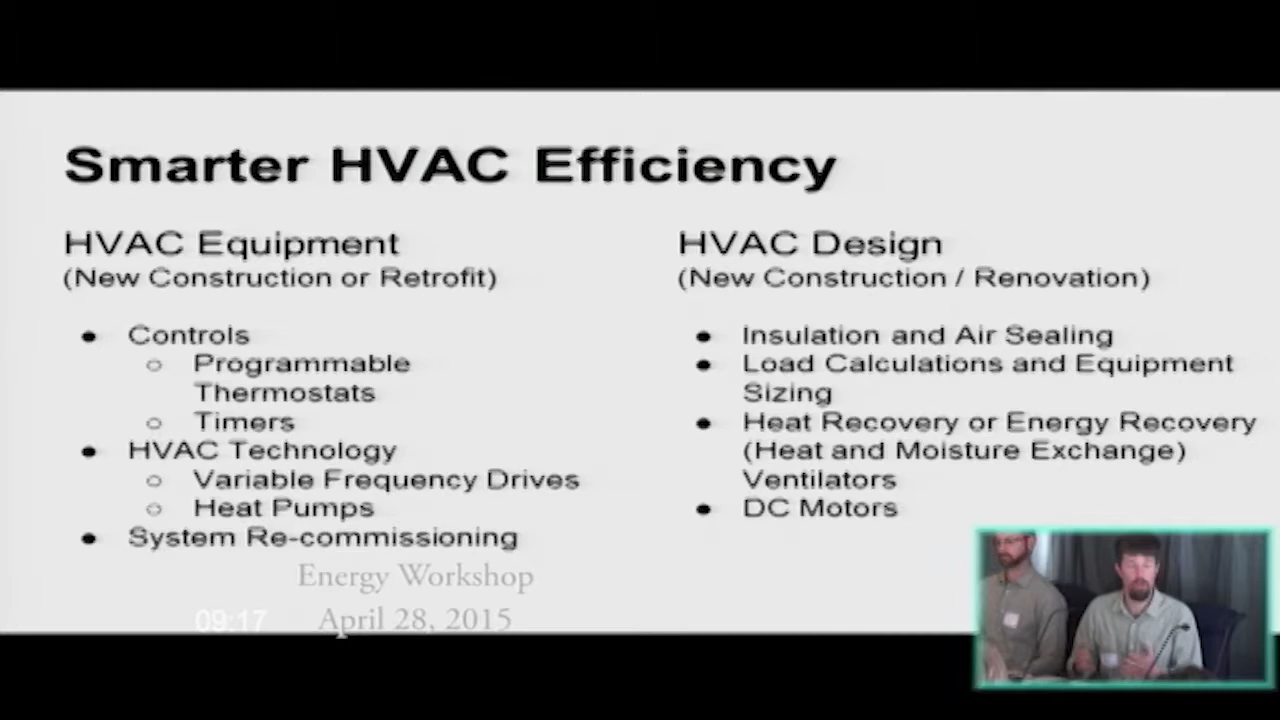 Smarter HVAC Efficiency
HVAC Equipment
(New Construction or Retrofit)
● Controls
○ Programmable
Thermostats
○ Timers
● HVAC Technology
○ Variable Frequency Drives
○ Heat Pumps
● System Re-commissioning
HVAC Design
(New Construction / Renovation)
● Insulation and Air Sealing
● Load Calculations and Equipment
Sizing
● Heat Recovery or Energy Recovery
(Heat and Moisture Exchange)
Ventilators
● DC Motors
Energy Workshop
09:17 April 28, 2015